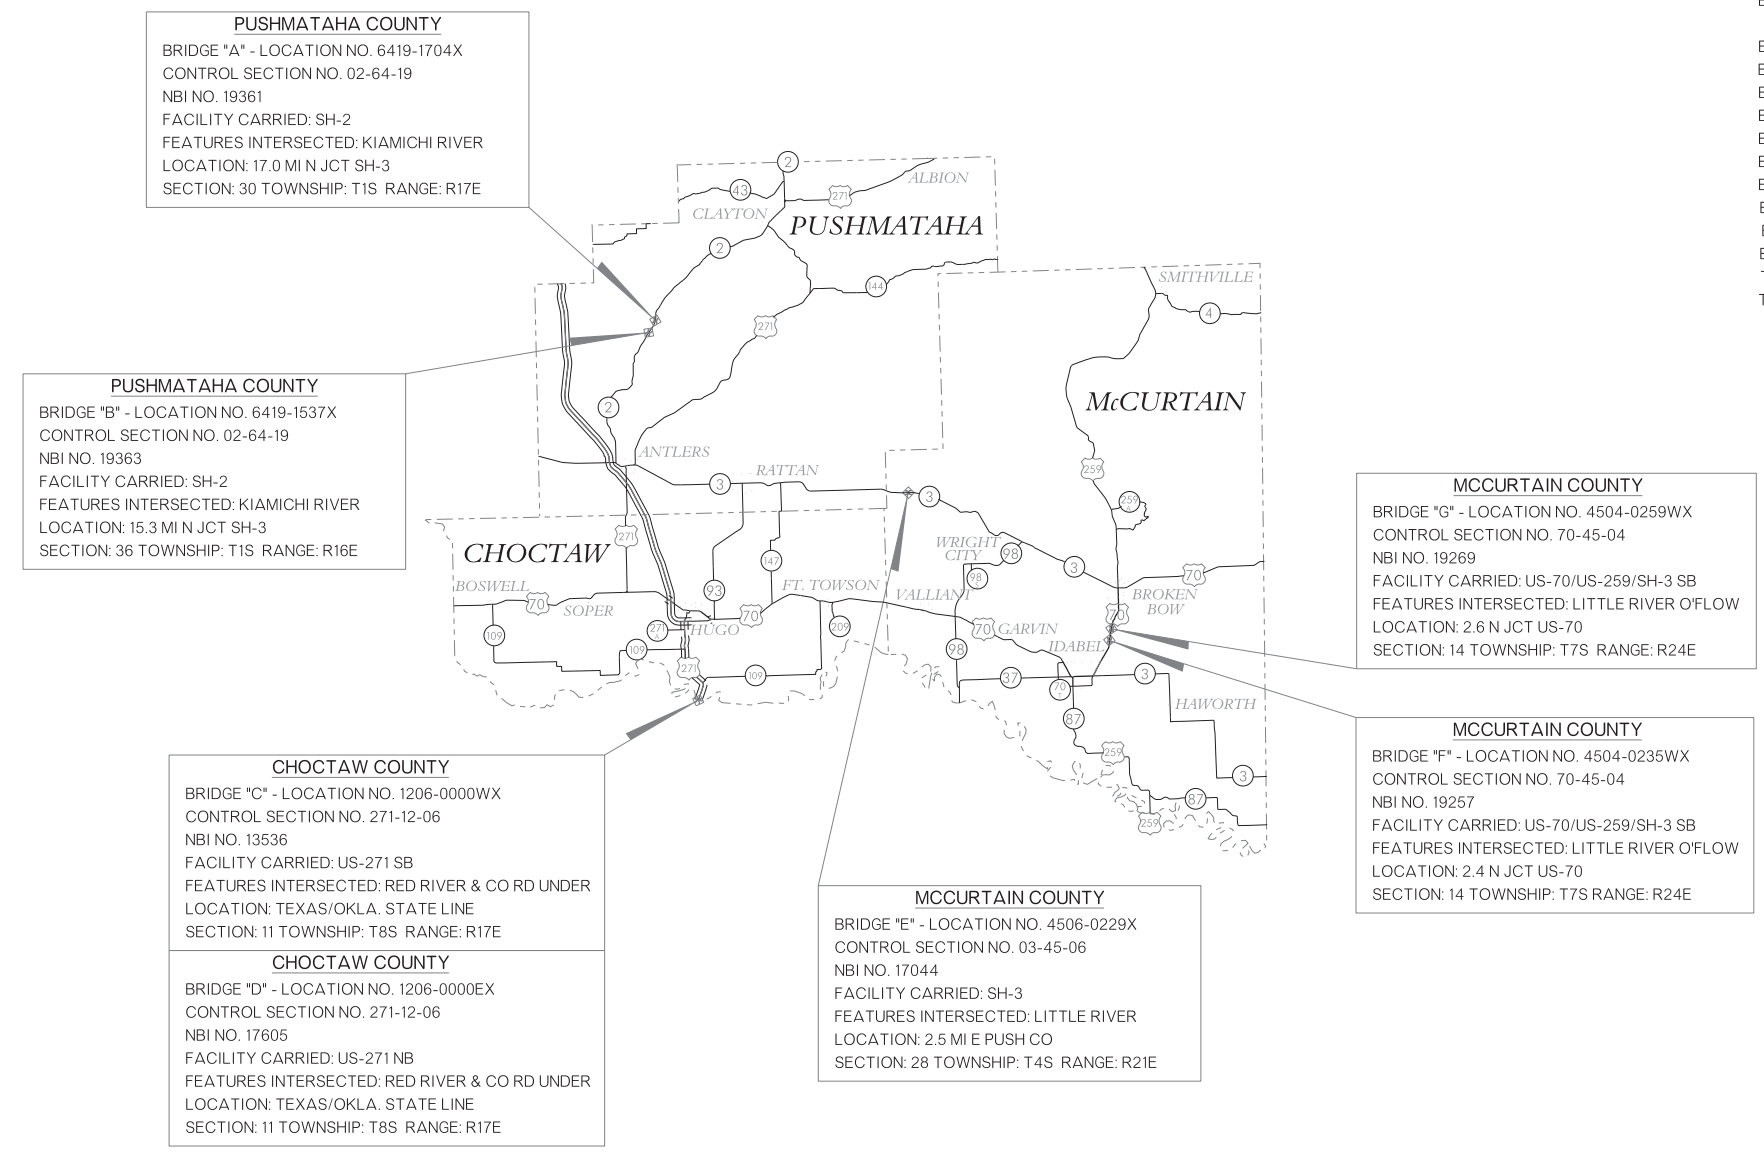 PUSHMATAHA COUNTY
BRIDGE "A" - LOCATION NO. 6419-1704X
CONTROL SECTION NO. 02-64-19
NBI NO. 19361
FACILITY CARRIED: SH-2
FEATURES INTERSECTED: KIAMICHI RIVER
LOCATION: 17.0 MI N JCT SH-3
SECTION: 30 TOWNSHIP: T1S RANGE: R17E
PUSHMATAHA COUNTY
BRIDGE "B" - LOCATION NO. 6419-1537X
CONTROL SECTION NO. 02-64-19
NBI NO. 19363
FACILITY CARRIED: SH-2
FEATURES INTERSECTED: KIAMICHI RIVER
LOCATION: 15.3 MI N JCT SH-3
SECTION: 36 TOWNSHIP: T1S RANGE: R16E
CHOCTAW COUNTY
BRIDGE "C" - LOCATION NO. 1206-0000WX
CONTROL SECTION NO. 271-12-06
NBI NO. 13536
FACILITY CARRIED: US-271 SB
FEATURES INTERSECTED: RED RIVER & CO RD UNDER
LOCATION: TEXAS/OKLA. STATE LINE
SECTION: 11 TOWNSHIP: T8S RANGE: R17E
CHOCTAW COUNTY
BRIDGE "D" - LOCATION NO. 1206-0000EX
CONTROL SECTION NO. 271-12-06
NBI NO. 17605
FACILITY CARRIED: US-271 NB
FEATURES INTERSECTED: RED RIVER & CO RD UNDER
LOCATION: TEXAS/OKLA. STATE LINE
SECTION: 11 TOWNSHIP: T8S RANGE: R17E
MCCURTAIN COUNTY
BRIDGE "E" - LOCATION NO. 4506-0229X
CONTROL SECTION NO. 03-45-06
NBI NO. 17044
FACILITY CARRIED: SH-3
FEATURES INTERSECTED: LITTLE RIVER
LOCATION: 2.5 MI E PUSH CO
SECTION: 28 TOWNSHIP: T4S RANGE: R21E
MCCURTAIN COUNTY
BRIDGE "G" - LOCATION NO. 4504-0259WX
CONTROL SECTION NO. 70-45-04
NBI NO. 19269
FACILITY CARRIED: US-70/US-259/SH-3 SB
FEATURES INTERSECTED: LITTLE RIVER O'FLOW
LOCATION: 2.6 N JCT US-70
SECTION: 14 TOWNSHIP: T7S RANGE: R24E
MCCURTAIN COUNTY
BRIDGE "F" - LOCATION NO. 4504-0235WX
CONTROL SECTION NO. 70-45-04
NBI NO. 19257
FACILITY CARRIED: US-70/US-259/SH-3 SB
FEATURES INTERSECTED: LITTLE RIVER O'FLOW
LOCATION: 2.4 N JCT US-70
SECTION: 14 TOWNSHIP: T7S RANGE: R24E
2
43
271
ALBION
CLAYTON
PUSHMATAHA
2
144
271
2
ANTLERS
3
RATTAN
SMITHVILLE
4
McCURTAIN
259
259
3
CHOCTAW
271
147
WRIGHT
CITY
98
98
3
70
BOSWELL
70
SOPER
93
70
FT. TOWSON
VALLIANT
BROKEN
BOW
70
109
271
HUGO
209
70
GARVIN
IDABEL
109
271
109
98
37
70
3
HAWORTH
87
259
3
87
259